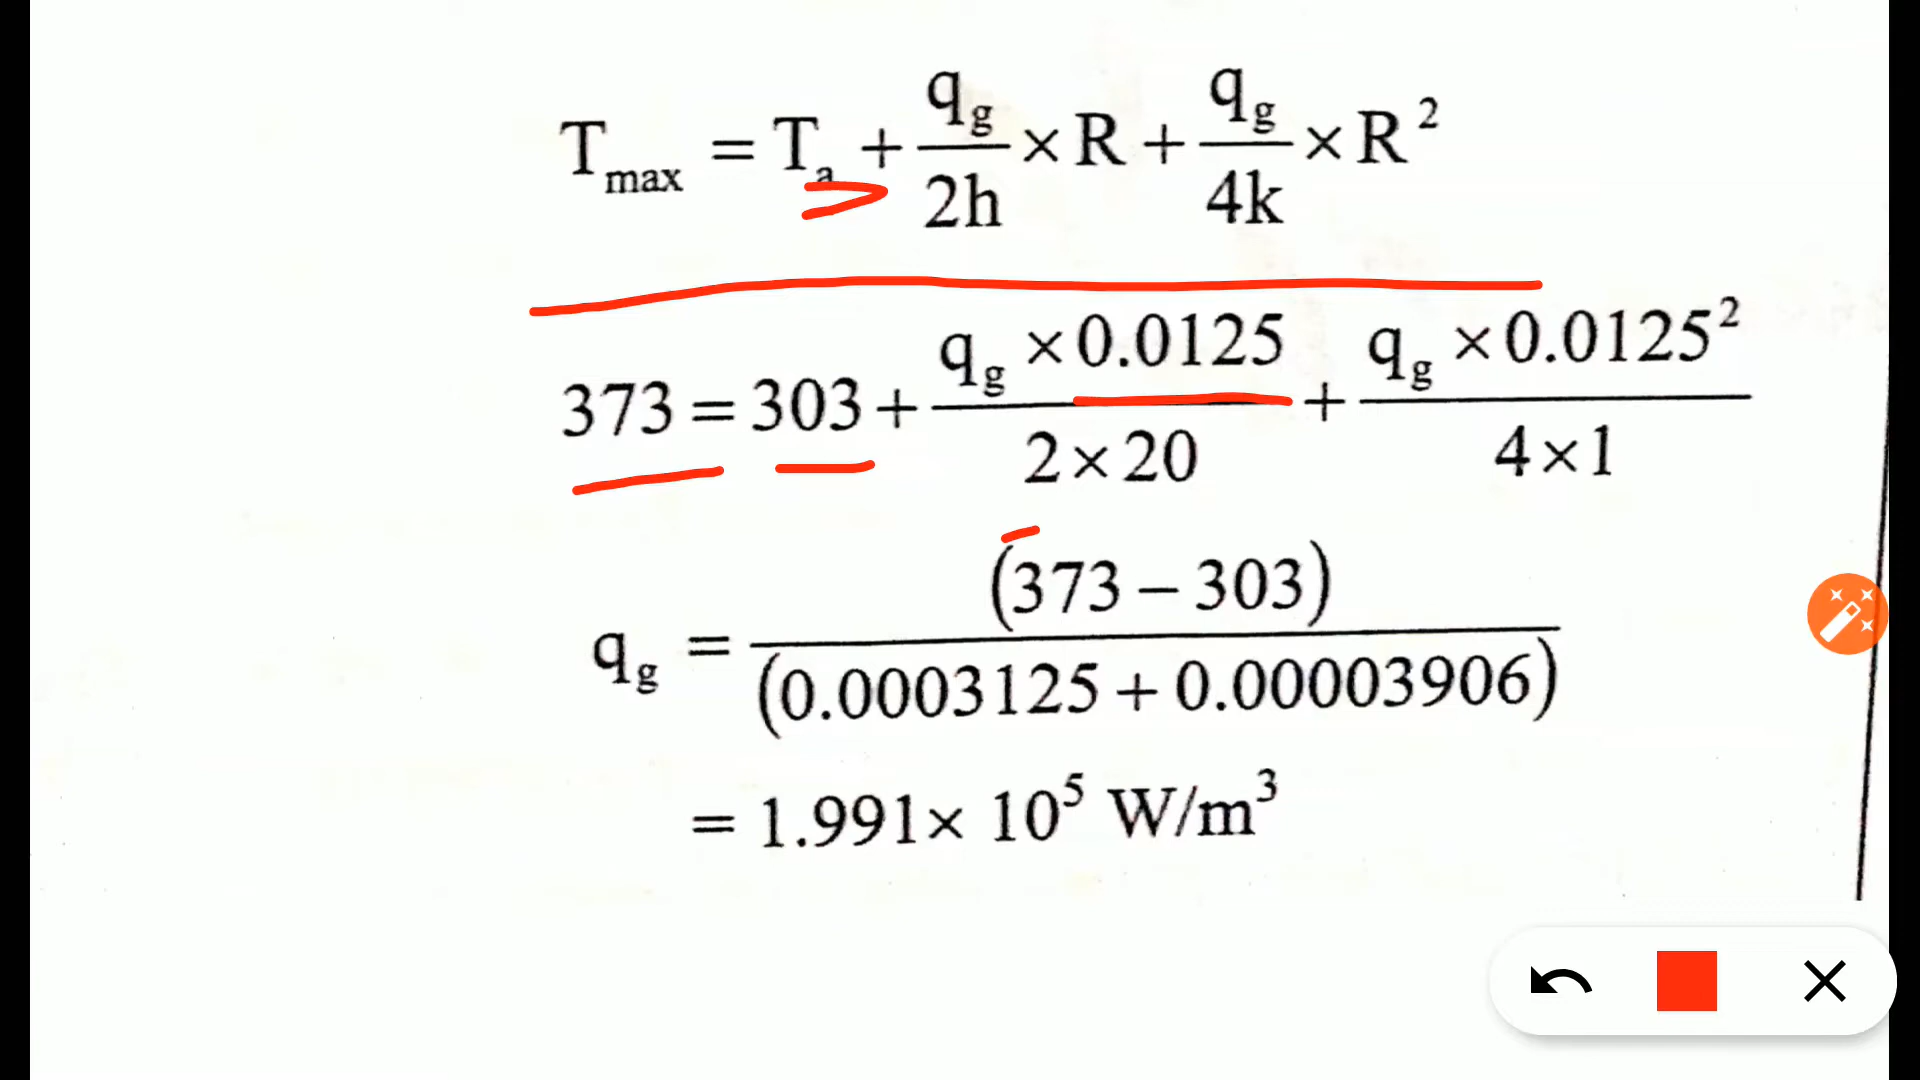 T_max = T_a + q_g/2h × R + q_g/4k × R²
373 = 303 + (q_g × 0.0125)/(2 × 20) + (q_g × 0.0125²)/(4 × 1)
q_g = (373 − 303)/(0.0003125 + 0.00003906)
= 1.991 × 10⁵ W/m³